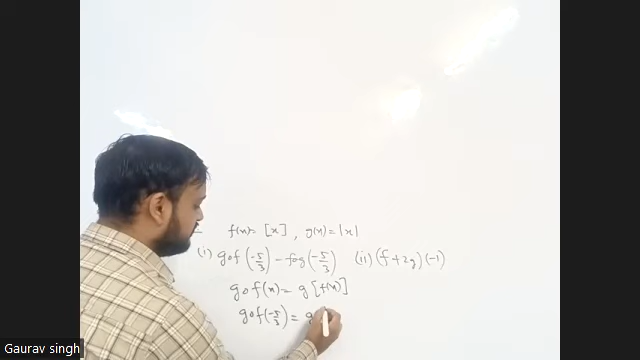 f(x) = [x] , g(x) = |x|
(i) gof(-5/3) - fog(-5/3) (ii) (f+2g)(-1)
gof(x) = g[f(x)]
gof(-5/3) = g
Gaurav singh